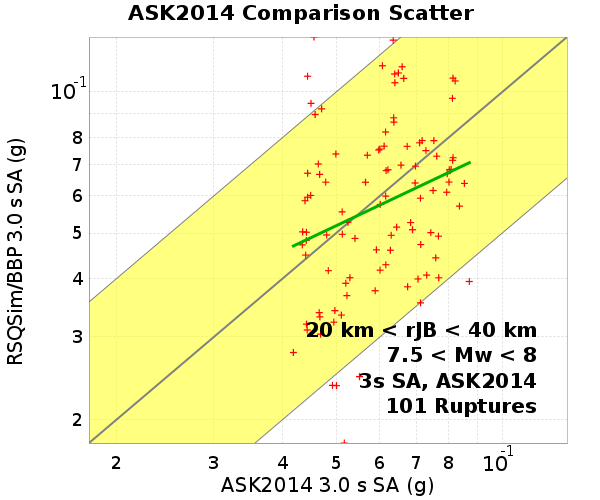 ASK2014 Comparison Scatter
RSQSim/BBP 3.0 s SA (g)
10-1
8
7
6
5
4
3
2
20 km < rJB < 40 km
7.5 < Mw < 8
3s SA, ASK2014
101 Ruptures
2 3 4 5 6 7 8 10-1
ASK2014 3.0 s SA (g)